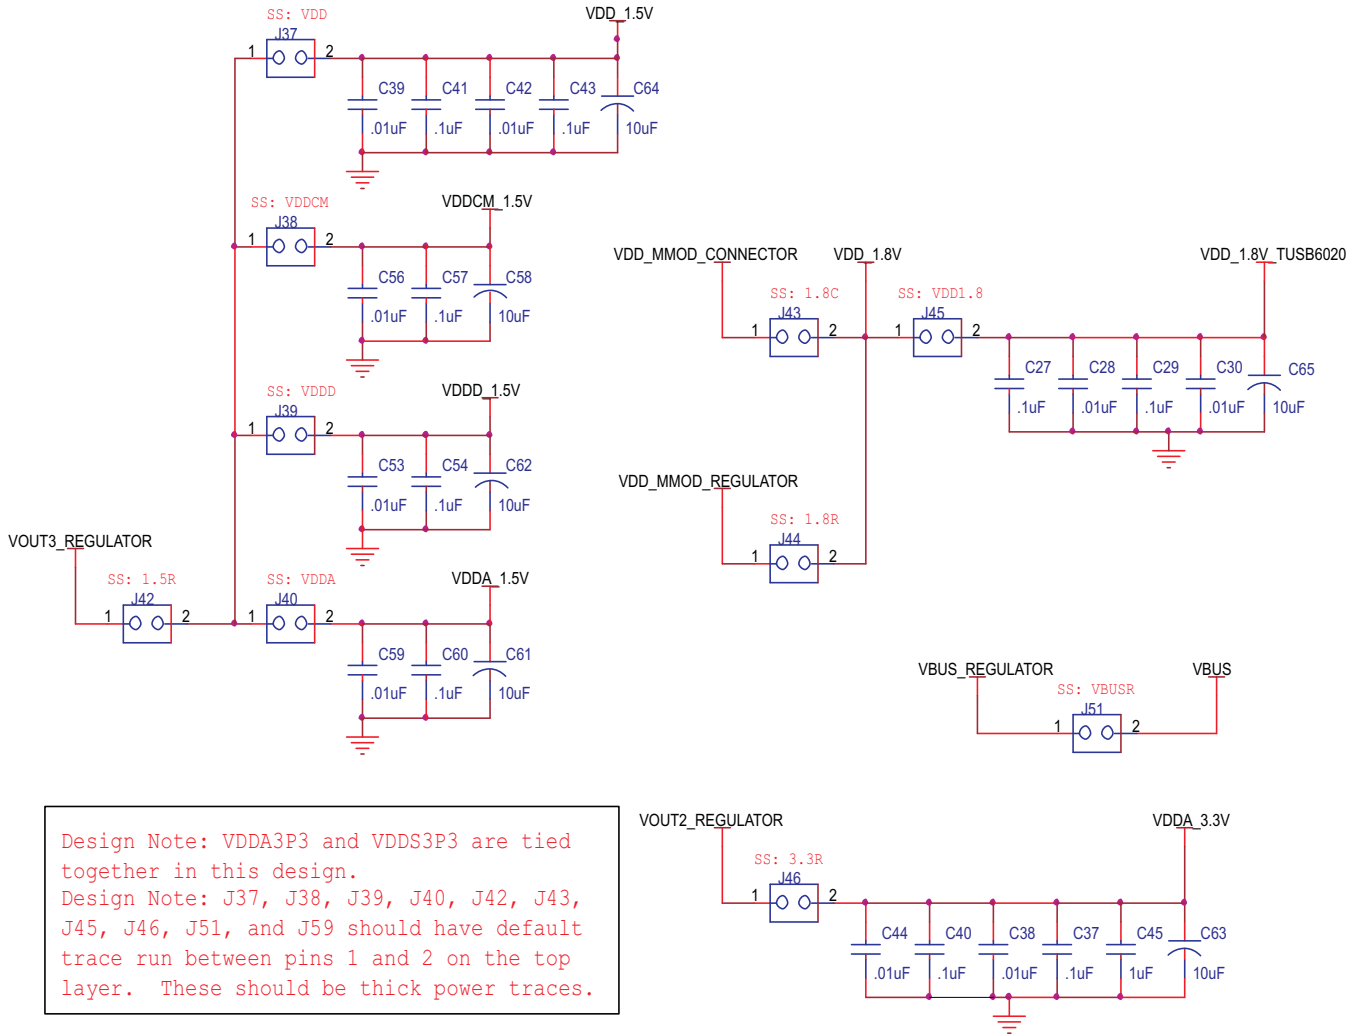 SS: VDD
J37
1 2
VDD_1.5V
C39 C41 C42 C43 C64
.01uF .1uF .01uF .1uF 10uF
SS: VDDCM
J38
1 2
VDDCM_1.5V
C56 C57 C58
.01uF .1uF 10uF
SS: VDDD
J39
1 2
VDDD_1.5V
C53 C54 C62
.01uF .1uF 10uF
VOUT3_REGULATOR
SS: 1.5R
J42
1 2
SS: VDDA
J40
1 2
VDDA_1.5V
C59 C60 C61
.01uF .1uF 10uF
VDD_MMOD_CONNECTOR
SS: 1.8C
J43
1 2
VDD_1.8V
SS: VDD1.8
J45
1 2
VDD_1.8V_TUSB6020
C27 C28 C29 C30 C65
.1uF .01uF .1uF .01uF 10uF
VDD_MMOD_REGULATOR
SS: 1.8R
J44
1 2
VBUS_REGULATOR
SS: VBUSR
J51
1 2
VBUS
VOUT2_REGULATOR
SS: 3.3R
J46
1 2
VDDA_3.3V
C44 C40 C38 C37 C45 C63
.01uF .1uF .01uF .1uF 1uF 10uF
Design Note: VDDA3P3 and VDDS3P3 are tied
together in this design.
Design Note: J37, J38, J39, J40, J42, J43,
J45, J46, J51, and J59 should have default
trace run between pins 1 and 2 on the top
layer. These should be thick power traces.